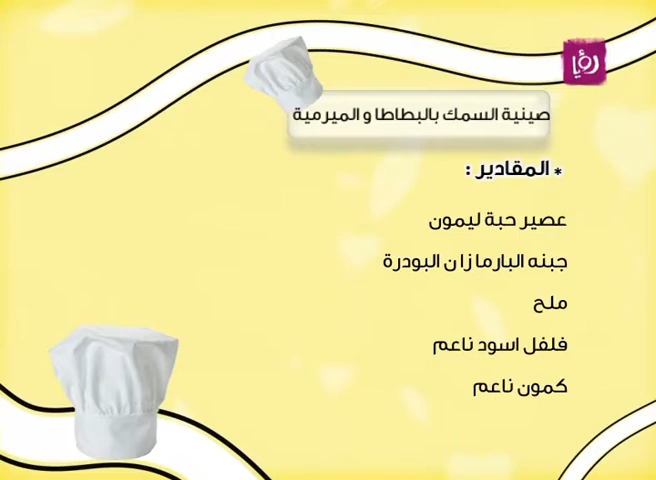 رؤيا
صينية السمك بالبطاطا و الميرمية
* المقادير :
عصير حبة ليمون
جبنه البارما زا ن البودرة
ملح
فلفل اسود ناعم
كمون ناعم